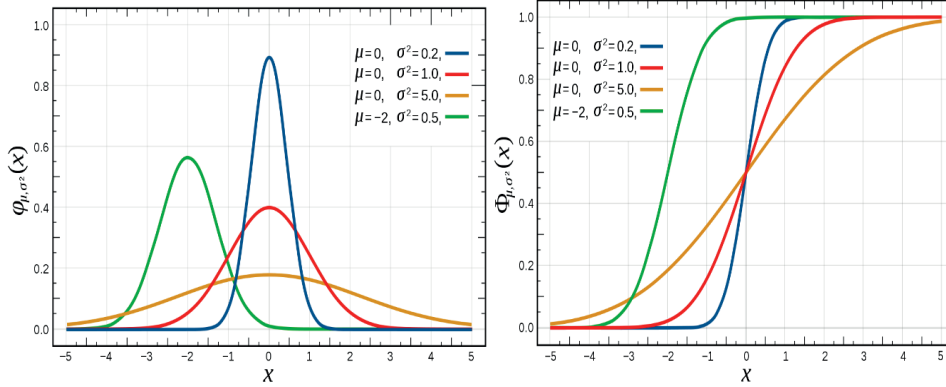 1.0
0.8
0.6
0.4
0.2
0.0
φμ,σ²(x)
μ=0, σ²=0.2,
μ=0, σ²=1.0,
μ=0, σ²=5.0,
μ=−2, σ²=0.5,
−5 −4 −3 −2 −1 0 1 2 3 4 5
χ
1.0
0.8
0.6
0.4
0.2
0.0
Φμ,σ²(x)
μ=0, σ²=0.2,
μ=0, σ²=1.0,
μ=0, σ²=5.0,
μ=−2, σ²=0.5,
−5 −4 −3 −2 −1 0 1 2 3 4 5
χ